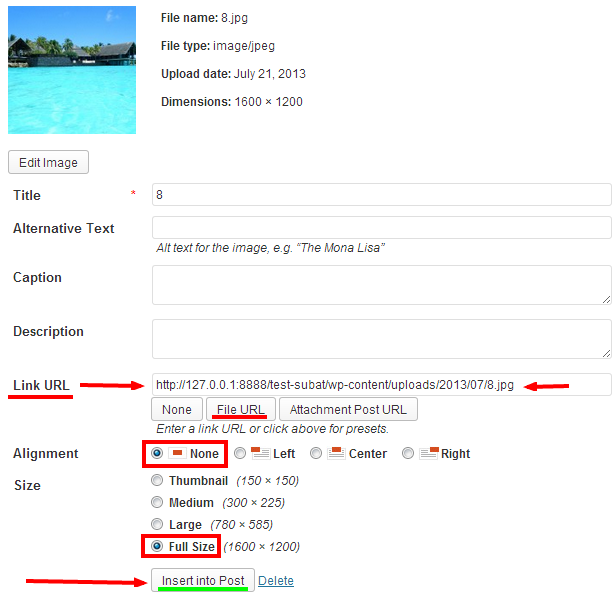 File name: 8.jpg
File type: image/jpeg
Upload date: July 21, 2013
Dimensions: 1600 × 1200
Edit Image
Title * 8
Alternative Text
Alt text for the image, e.g. “The Mona Lisa”
Caption
Description
Link URL http://127.0.0.1:8888/test-subat/wp-content/uploads/2013/07/8.jpg
None File URL Attachment Post URL
Enter a link URL or click above for presets.
Alignment None Left Center Right
Size Thumbnail (150 × 150)
Medium (300 × 225)
Large (780 × 585)
Full Size (1600 × 1200)
Insert into Post Delete